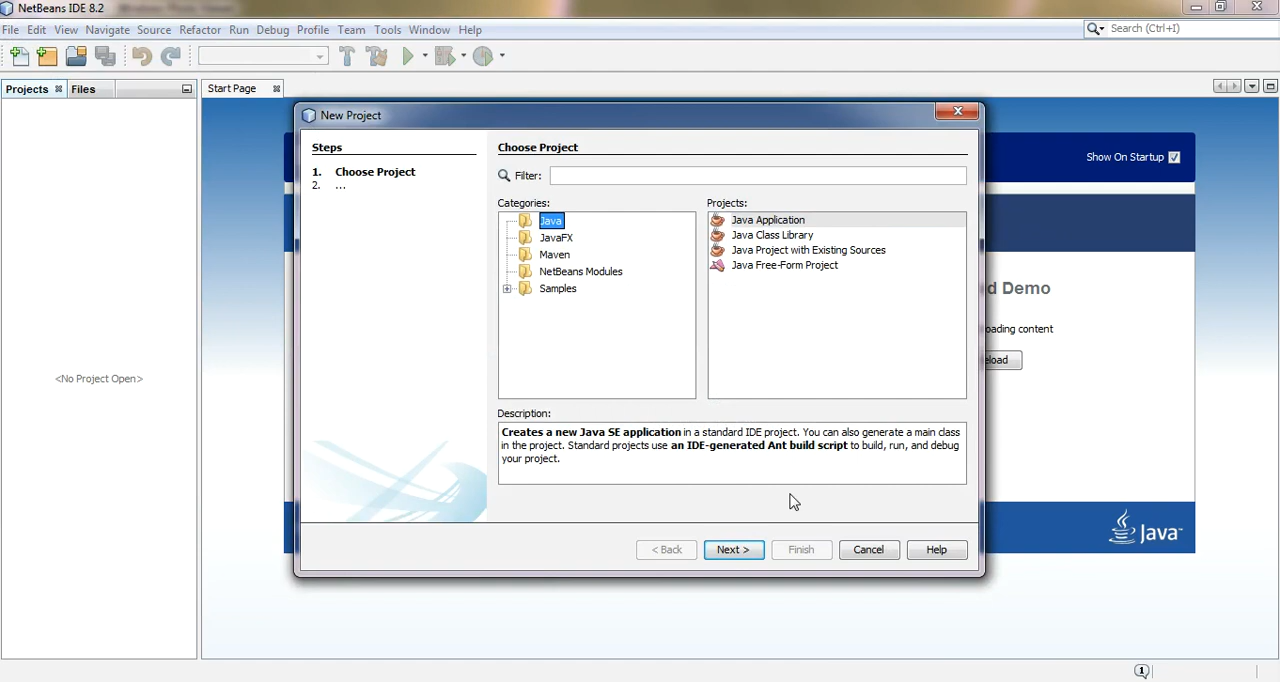 NetBeans IDE 8.2
File Edit View Navigate Source Refactor Run Debug Profile Team Tools Window Help
Search (Ctrl+I)
Projects Files
Start Page
New Project
Show On Startup
Steps
1. Choose Project
2. ...
Choose Project
Filter:
Categories:
Java
JavaFX
Maven
NetBeans Modules
Samples
Projects:
Java Application
Java Class Library
Java Project with Existing Sources
Java Free-Form Project
d Demo
oading content
eload
<No Project Open>
Description:
Creates a new Java SE application in a standard IDE project. You can also generate a main class
in the project. Standard projects use an IDE-generated Ant build script to build, run, and debug
your project.
< Back Next > Finish Cancel Help
Java™
1